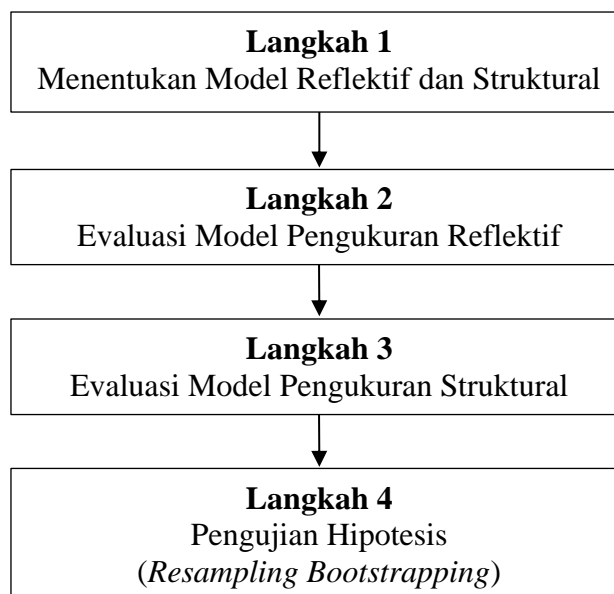 Langkah 1
Menentukan Model Reflektif dan Struktural
Langkah 2
Evaluasi Model Pengukuran Reflektif
Langkah 3
Evaluasi Model Pengukuran Struktural
Langkah 4
Pengujian Hipotesis
(Resampling Bootstrapping)